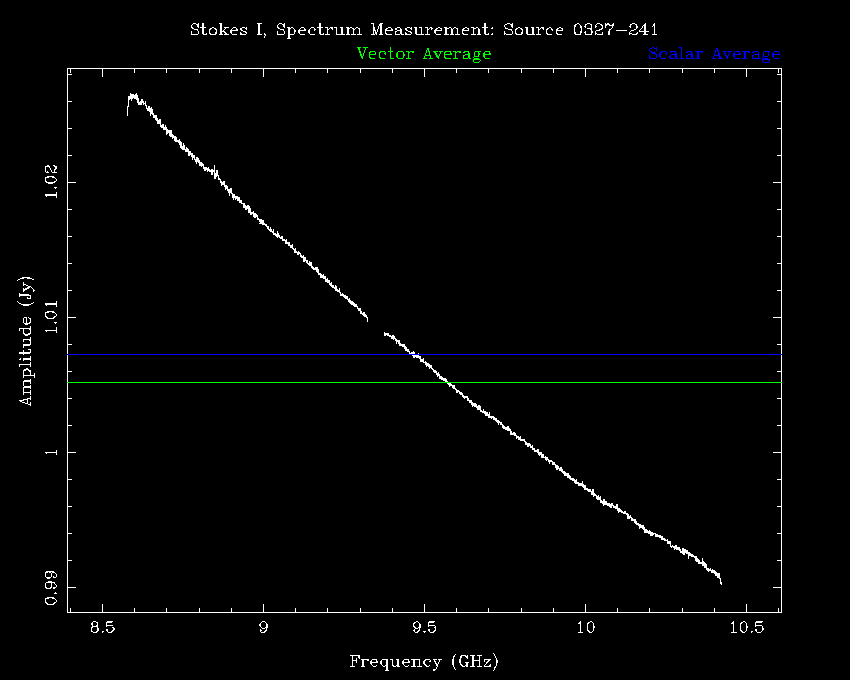 Stokes I, Spectrum Measurement: Source 0327−241
Vector Average Scalar Average
1.02
1.01
1
0.99
Amplitude (Jy)
8.5 9 9.5 10 10.5
Frequency (GHz)